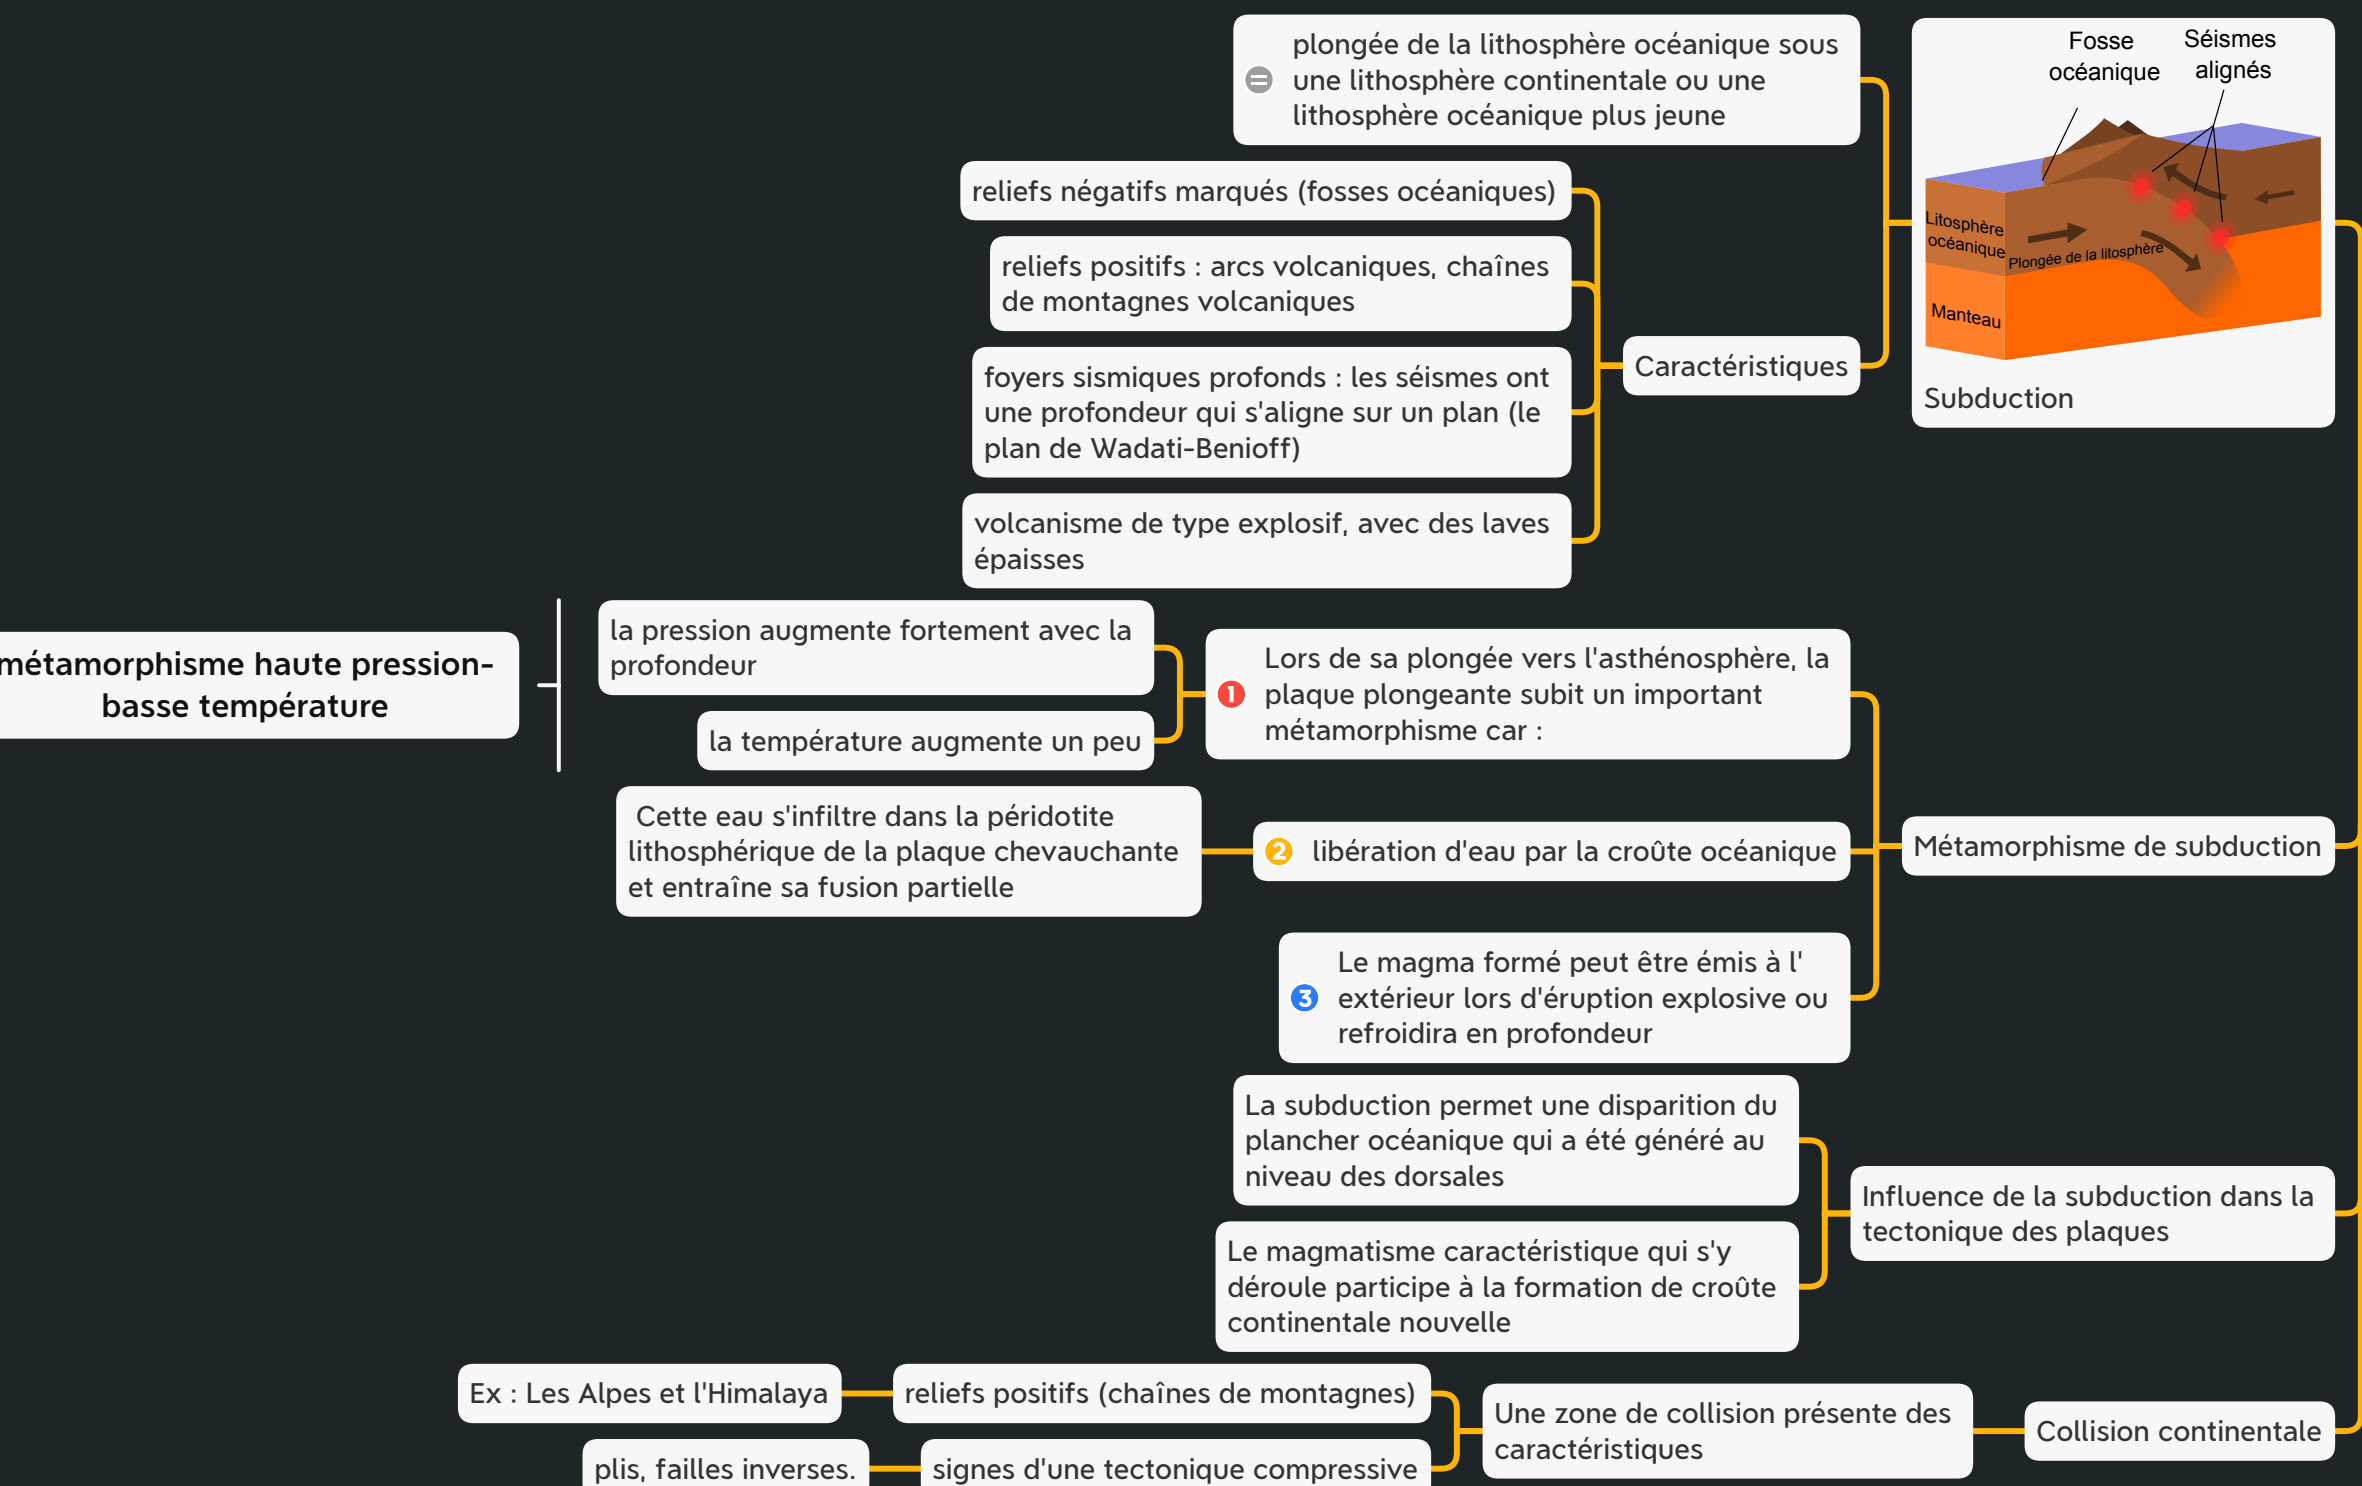 Fosse
océanique
Séismes
alignés
Litosphère
océanique
Plongée de la litosphère
Manteau
Subduction
=
plongée de la lithosphère océanique sous
une lithosphère continentale ou une
lithosphère océanique plus jeune
Caractéristiques
reliefs négatifs marqués (fosses océaniques)
reliefs positifs : arcs volcaniques, chaînes
de montagnes volcaniques
foyers sismiques profonds : les séismes ont
une profondeur qui s'aligne sur un plan (le
plan de Wadati-Benioff)
volcanisme de type explosif, avec des laves
épaisses
Métamorphisme de subduction
1
Lors de sa plongée vers l'asthénosphère, la
plaque plongeante subit un important
métamorphisme car :
la pression augmente fortement avec la
profondeur
la température augmente un peu
métamorphisme haute pression-
basse température
2
libération d'eau par la croûte océanique
Cette eau s'infiltre dans la péridotite
lithosphérique de la plaque chevauchante
et entraîne sa fusion partielle
3
Le magma formé peut être émis à l'
extérieur lors d'éruption explosive ou
refroidira en profondeur
Influence de la subduction dans la
tectonique des plaques
La subduction permet une disparition du
plancher océanique qui a été généré au
niveau des dorsales
Le magmatisme caractéristique qui s'y
déroule participe à la formation de croûte
continentale nouvelle
Collision continentale
Une zone de collision présente des
caractéristiques
reliefs positifs (chaînes de montagnes)
Ex : Les Alpes et l'Himalaya
signes d'une tectonique compressive
plis, failles inverses.